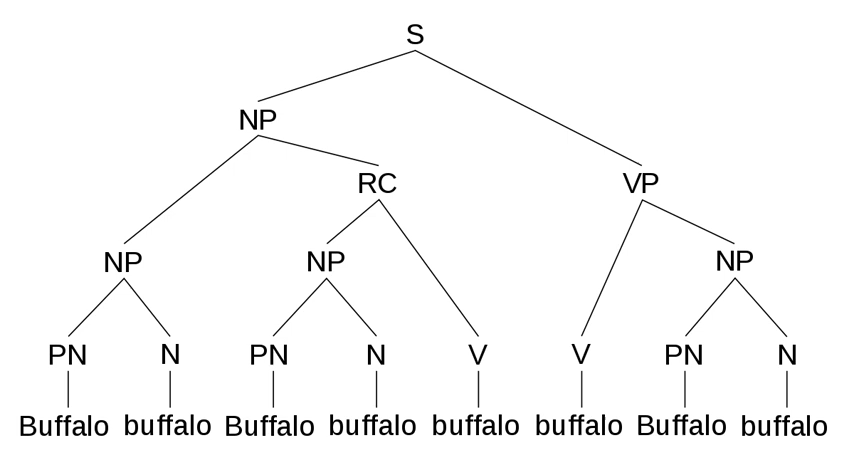 S
NP
RC VP
NP NP NP
PN N PN N V V PN N
Buffalo buffalo Buffalo buffalo buffalo buffalo Buffalo buffalo